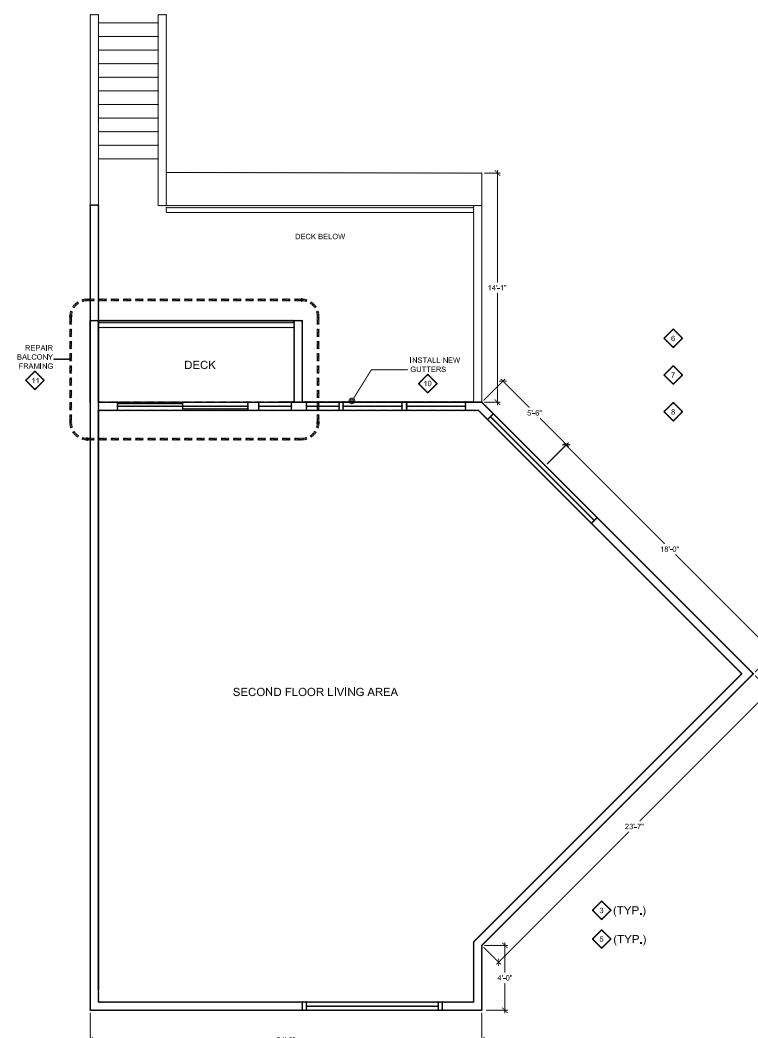 DECK BELOW
14'-1"
6
REPAIR
BALCONY
FRAMING
11
DECK
INSTALL NEW
GUTTERS
10
7
8
5'-6"
18'-0"
SECOND FLOOR LIVING AREA
23'-7"
3 (TYP.)
5 (TYP.)
4'-0"